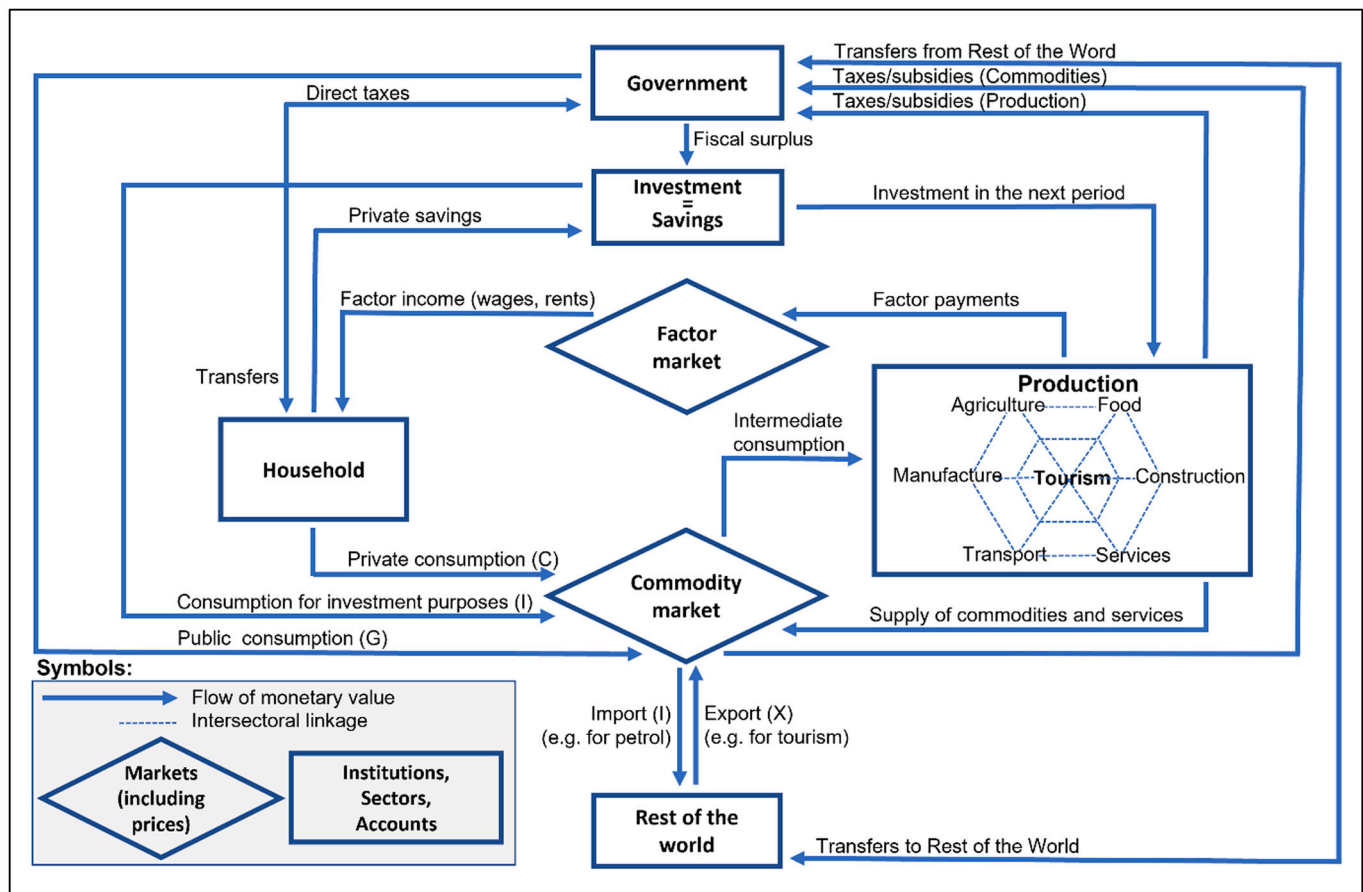 Government
Transfers from Rest of the Word
Taxes/subsidies (Commodities)
Taxes/subsidies (Production)
Direct taxes
Fiscal surplus
Investment
=
Savings
Investment in the next period
Private savings
Factor income (wages, rents)
Factor payments
Factor
market
Transfers
Household
Production
Agriculture
Food
Manufacture
Tourism
Construction
Transport
Services
Intermediate
consumption
Private consumption (C)
Commodity
market
Consumption for investment purposes (I)
Supply of commodities and services
Public consumption (G)
Symbols:
Flow of monetary value
Intersectoral linkage
Markets
(including
prices)
Institutions,
Sectors,
Accounts
Import (I)
(e.g. for petrol)
Export (X)
(e.g. for tourism)
Rest of the
world
Transfers to Rest of the World